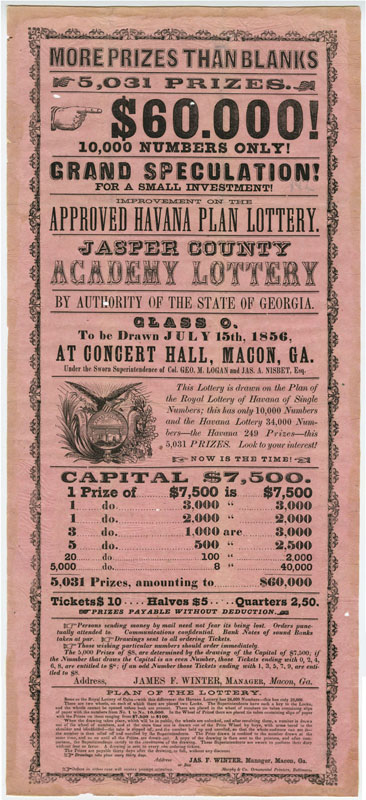 MORE PRIZES THAN BLANKS
5,031 PRIZES.
$60.000!
10,000 NUMBERS ONLY!
GRAND SPECULATION!
FOR A SMALL INVESTMENT!
IMPROVEMENT ON THE
APPROVED HAVANA PLAN LOTTERY.
JASPER COUNTY
ACADEMY LOTTERY
BY AUTHORITY OF THE STATE OF GEORGIA.
CLASS O.
To be Drawn JULY 15th, 1856,
AT CONCERT HALL, MACON, GA.
Under the Sworn Superintendence of Col. GEO. M. LOGAN and JAS. A. NISBET, Esq.
This Lottery is drawn on the Plan of
the Royal Lottery of Havana of Single
Numbers; this has only 10,000 Numbers
and the Havana Lottery 34,000 Num-
bers—the Havana 249 Prizes—this
5,031 PRIZES. Look to your interest!
NOW IS THE TIME!
CAPITAL $7,500.
1 Prize of $7,500 is $7,500
1 do. 3,000 " 3,000
1 do. 2,000 " 2,000
3 do. 1,000 are 3,000
5 do. 500 " 2,500
20 do. 100 " 2,000
5,000 do. 8 " 40,000
5,031 Prizes, amounting to $60,000
Tickets $10 .... Halves $5 .... Quarters 2,50.
PRIZES PAYABLE WITHOUT DEDUCTION.
Persons sending money by mail need not fear its being lost. Orders punc-
tually attended to. Communications confidential. Bank Notes of sound Banks
taken at par. Drawings sent to all ordering Tickets.
Those wishing particular numbers should order immediately.
The 5,000 Prizes of $8, are determined by the drawing of the Capital of $7,500; if
the Number that draws the Capital is an even Number, those Tickets ending with 0, 2, 4,
6, 8, are entitled to $8; if an odd Number those Tickets ending with 1, 3, 5, 7, 9, are enti-
tled to $8.
Address, JAMES F. WINTER, MANAGER, Macon, Ga.
PLAN OF THE LOTTERY.
Address JAS. F. WINTER, Manager, Macon, Ga.